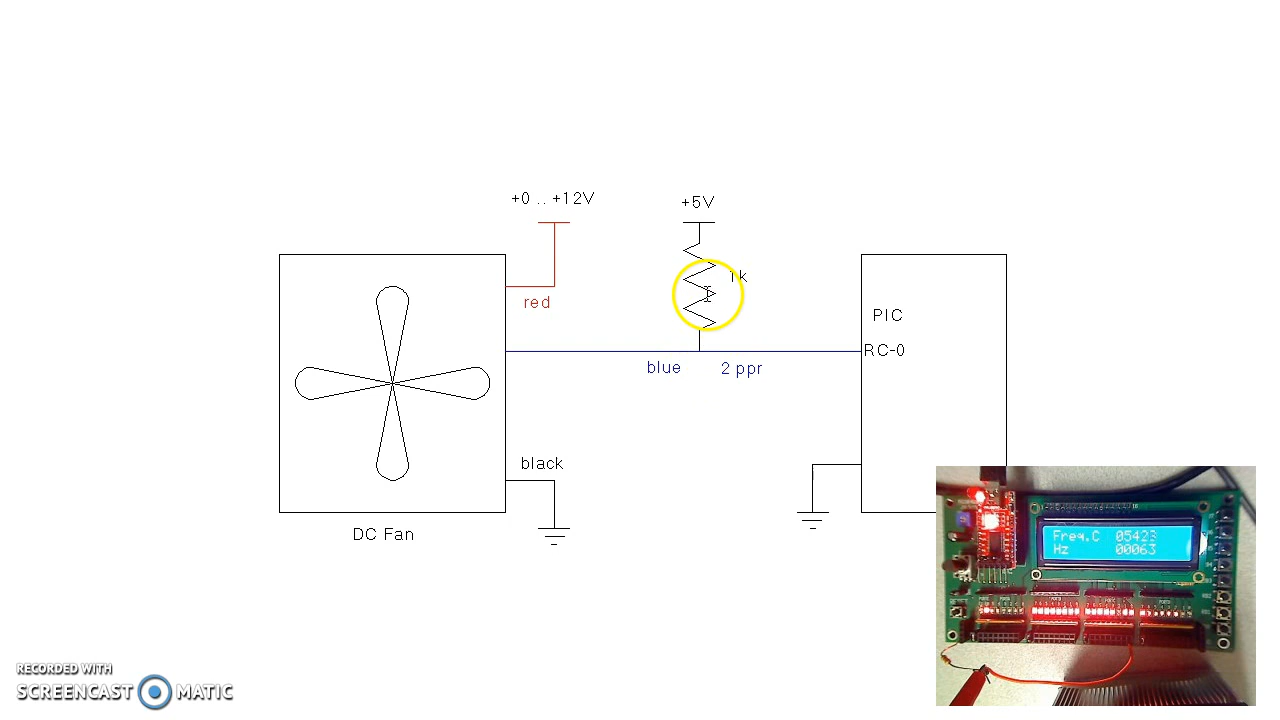 +0 .. +12V
+5V
1k
red
PIC
RC-0
blue
2 ppr
black
DC Fan
Freq.C 05423
Hz 00063
RECORDED WITH
SCREENCAST MATIC